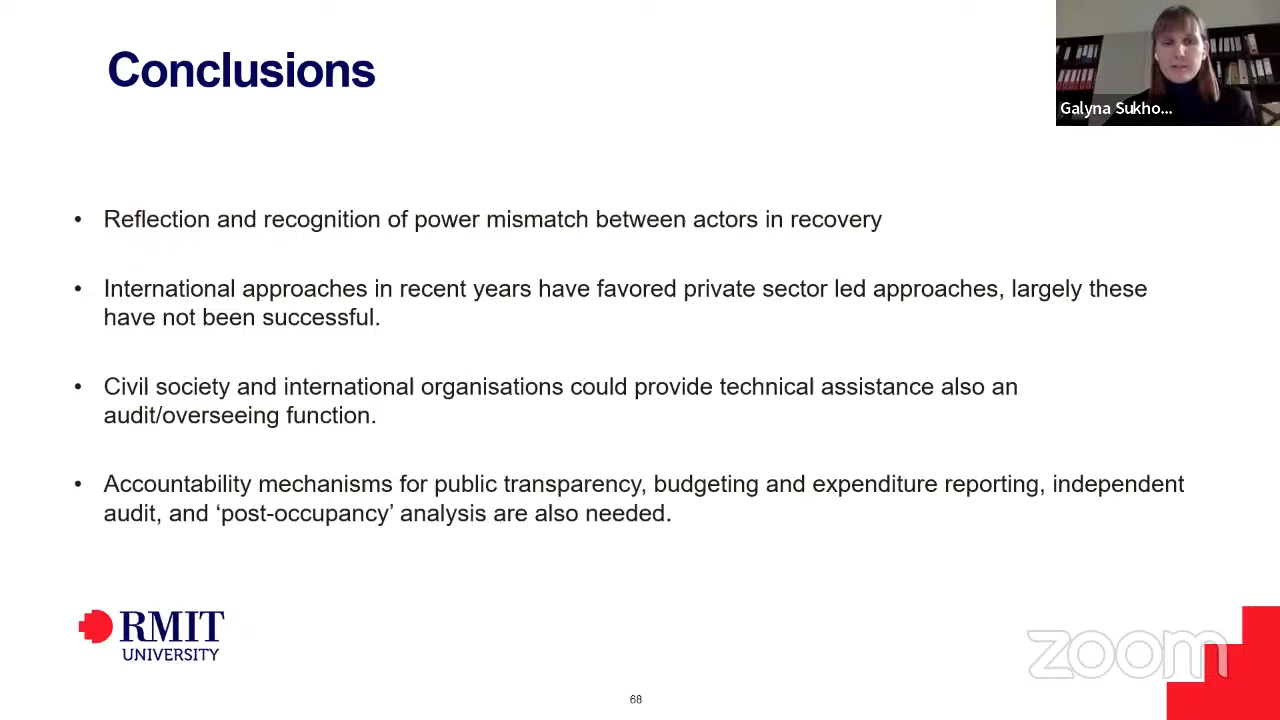 Conclusions
Galyna Sukho...
• Reflection and recognition of power mismatch between actors in recovery
• International approaches in recent years have favored private sector led approaches, largely these
have not been successful.
• Civil society and international organisations could provide technical assistance also an
audit/overseeing function.
• Accountability mechanisms for public transparency, budgeting and expenditure reporting, independent
audit, and ‘post-occupancy’ analysis are also needed.
RMIT
UNIVERSITY
zoom
68